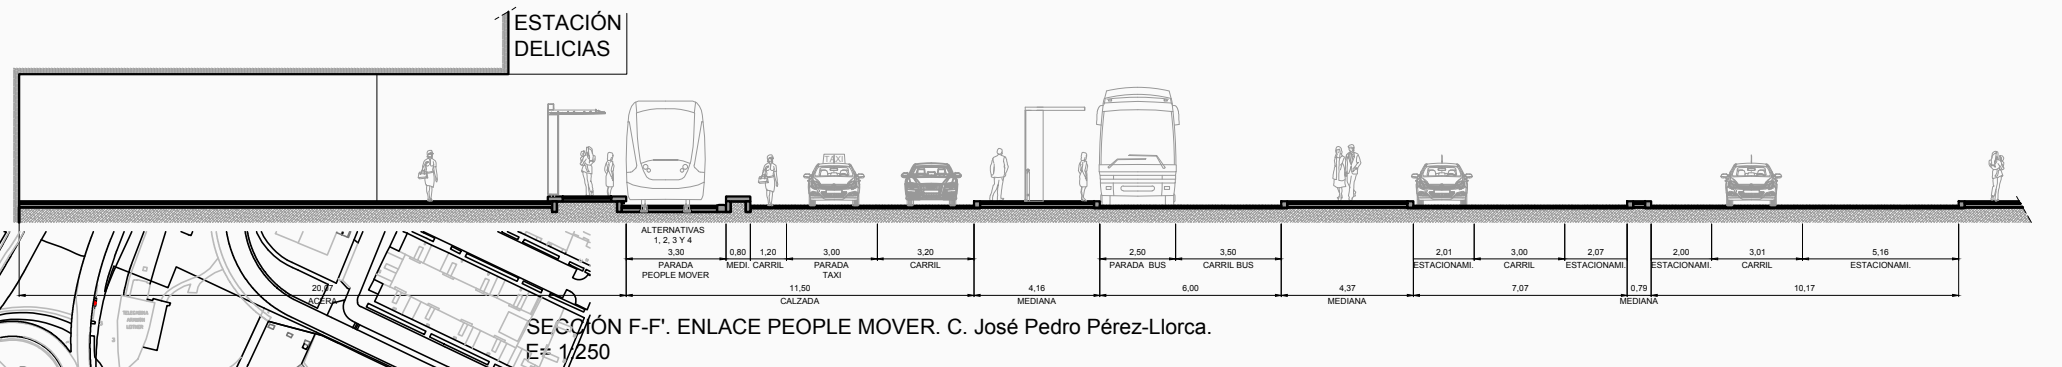 ESTACIÓN
DELICIAS
TAXI
ALTERNATIVAS
1, 2, 3 Y 4
3,30 0,80 1,20 3,00 3,20 2,50 3,50 2,01 3,00 2,07 2,00 3,01 5,16
PARADA
PEOPLE MOVER
MEDI. CARRIL PARADA
TAXI
CARRIL PARADA BUS CARRIL BUS ESTACIONAMI. CARRIL ESTACIONAMI. ESTACIONAMI. CARRIL ESTACIONAMI.
11,50 4,16 6,00 4,37 7,07 0,79 10,17
ACERA CALZADA MEDIANA MEDIANA MEDIANA
SECCIÓN F-F'. ENLACE PEOPLE MOVER. C. José Pedro Pérez-Llorca.
E= 1:250